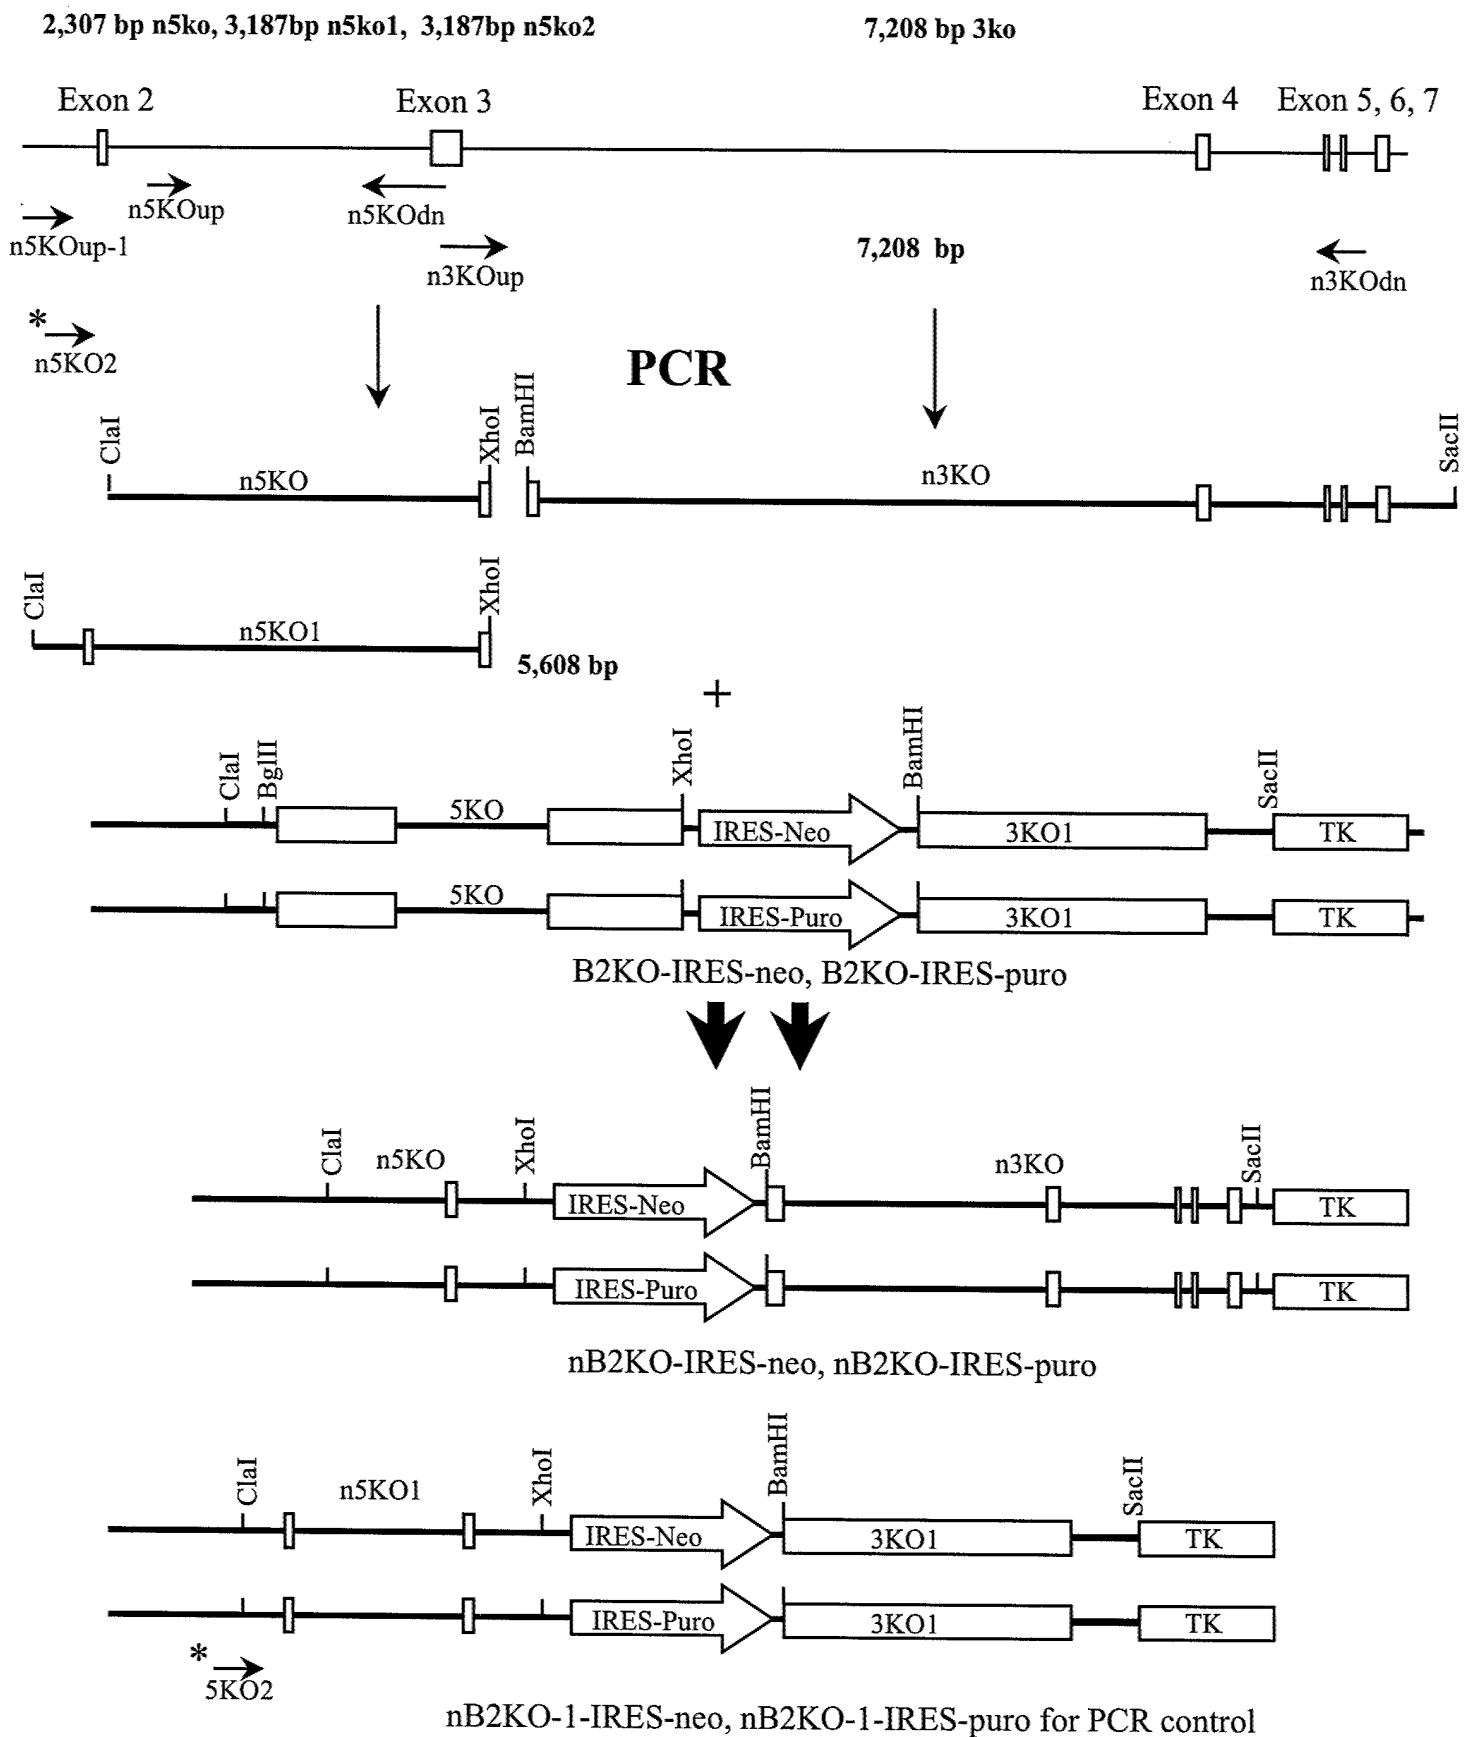 2,307 bp n5ko, 3,187bp n5ko1, 3,187bp n5ko2
7,208 bp 3ko
Exon 2
Exon 3
Exon 4
Exon 5, 6, 7
n5KOup
n5KOdn
n5KOup-1
n3KOup
7,208 bp
n3KOdn
*
n5KO2
PCR
ClaI
XhoI
BamHI
SacII
n5KO
n3KO
ClaI
XhoI
n5KO1
5,608 bp
+
ClaI
BglII
XhoI
BamHI
SacII
5KO
IRES-Neo
3KO1
TK
5KO
IRES-Puro
3KO1
TK
B2KO-IRES-neo, B2KO-IRES-puro
ClaI
n5KO
XhoI
BamHI
n3KO
SacII
IRES-Neo
TK
IRES-Puro
TK
nB2KO-IRES-neo, nB2KO-IRES-puro
ClaI
n5KO1
XhoI
BamHI
SacII
IRES-Neo
3KO1
TK
IRES-Puro
3KO1
TK
*
5KO2
nB2KO-1-IRES-neo, nB2KO-1-IRES-puro for PCR control